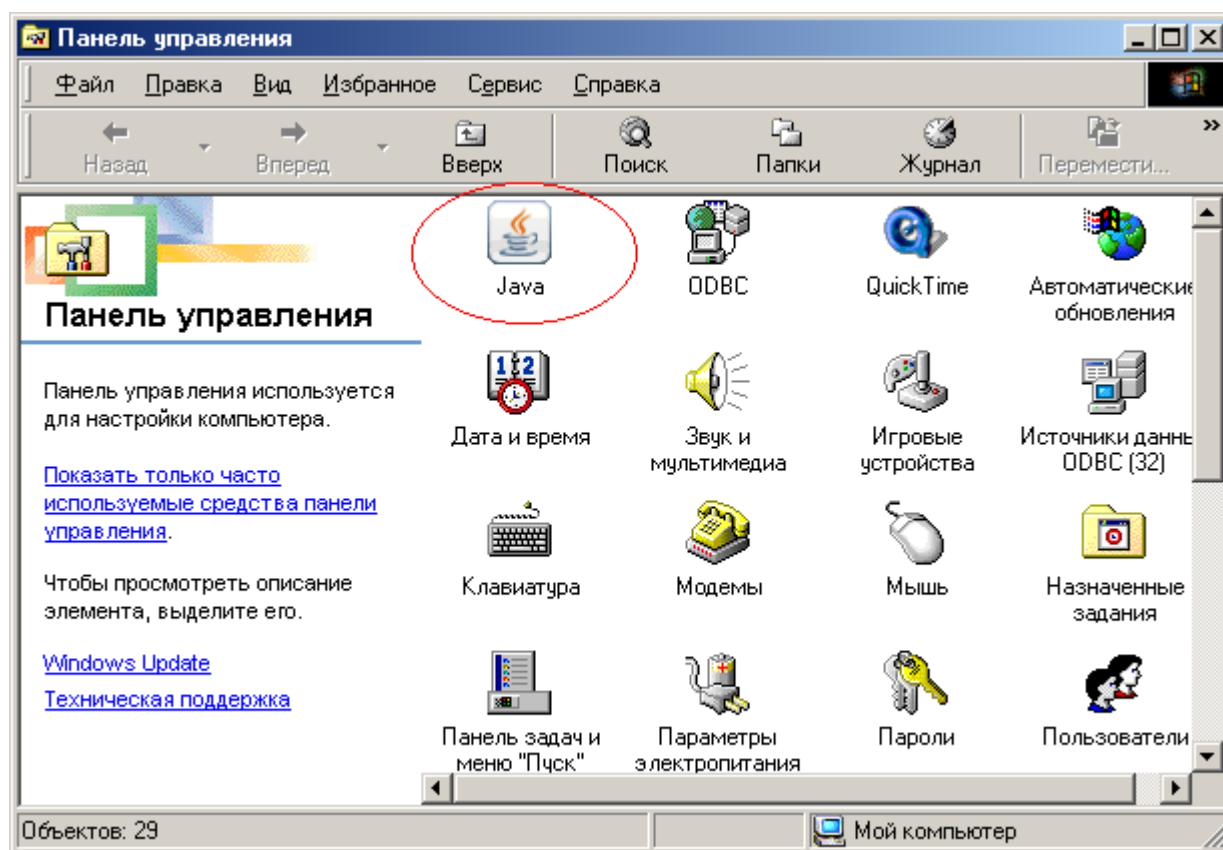 Панель управления
Файл Правка Вид Избранное Сервис Справка
Назад Вперед Вверх Поиск Папки Журнал Перемести...
Панель управления
Панель управления используется
для настройки компьютера.
Показать только часто
используемые средства панели
управления.
Чтобы просмотреть описание
элемента, выделите его.
Windows Update
Техническая поддержка
Java
ODBC
QuickTime
Автоматические
обновления
Дата и время
Звук и
мультимедиа
Игровые
устройства
Источники данны
ODBC (32)
Клавиатура
Модемы
Мышь
Назначенные
задания
Панель задач и
меню "Пуск"
Параметры
электропитания
Пароли
Пользователи
Объектов: 29
Мой компьютер